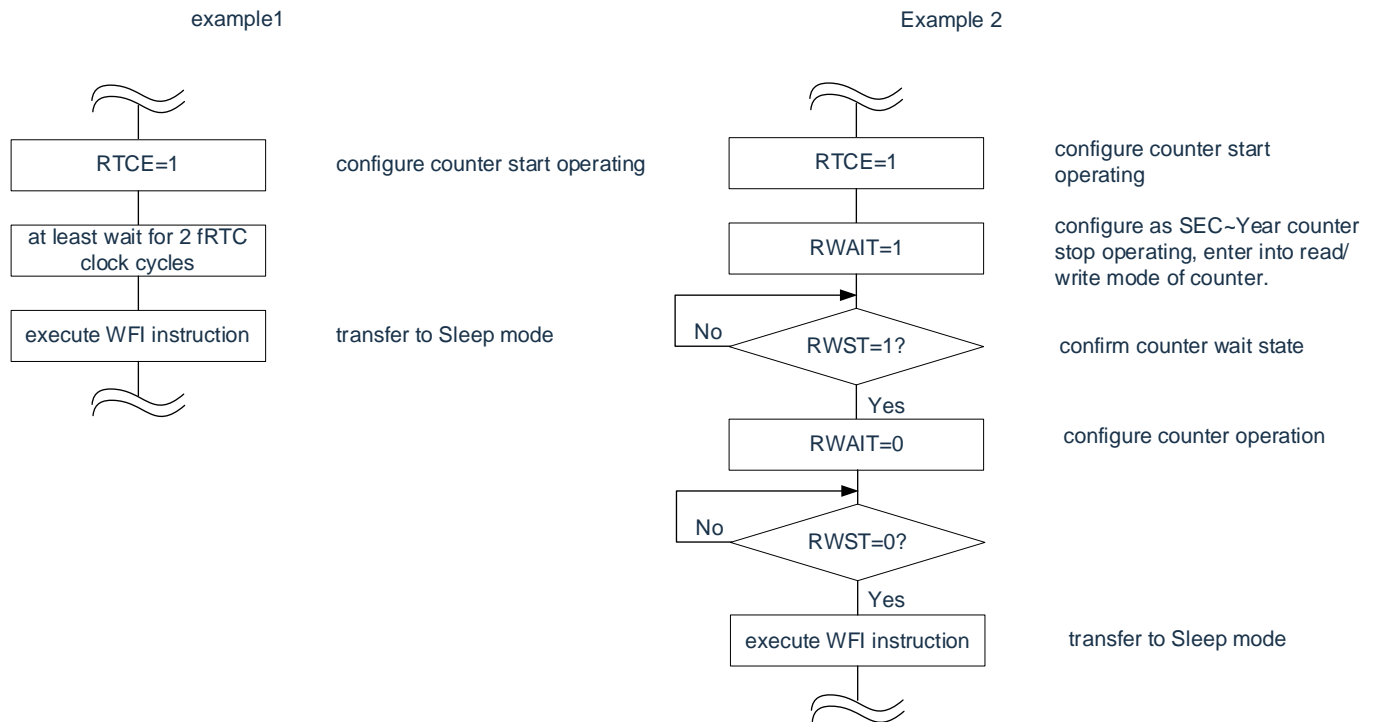 example1
RTCE=1
configure counter start operating
at least wait for 2 fRTC
clock cycles
execute WFI instruction
transfer to Sleep mode
Example 2
RTCE=1
configure counter start
operating
RWAIT=1
configure as SEC~Year counter
stop operating, enter into read/
write mode of counter.
No
RWST=1?
confirm counter wait state
Yes
RWAIT=0
configure counter operation
No
RWST=0?
Yes
execute WFI instruction
transfer to Sleep mode